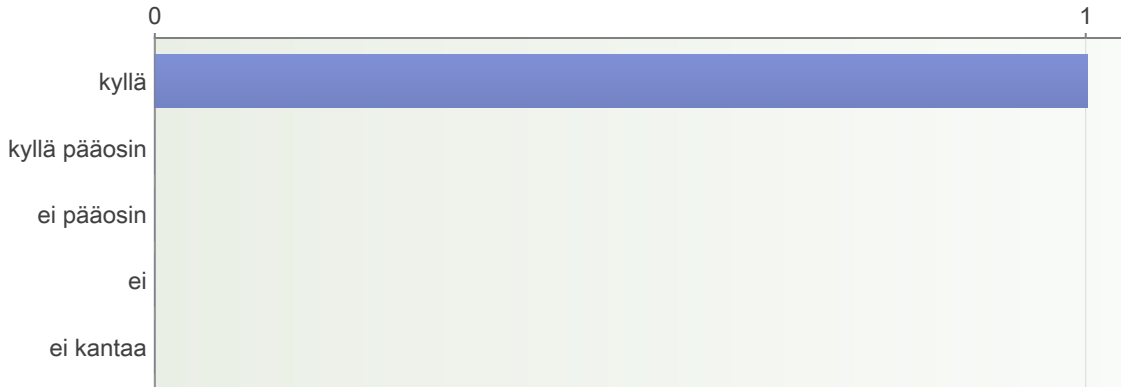 0 1
kyllä
kyllä pääosin
ei pääosin
ei
ei kantaa